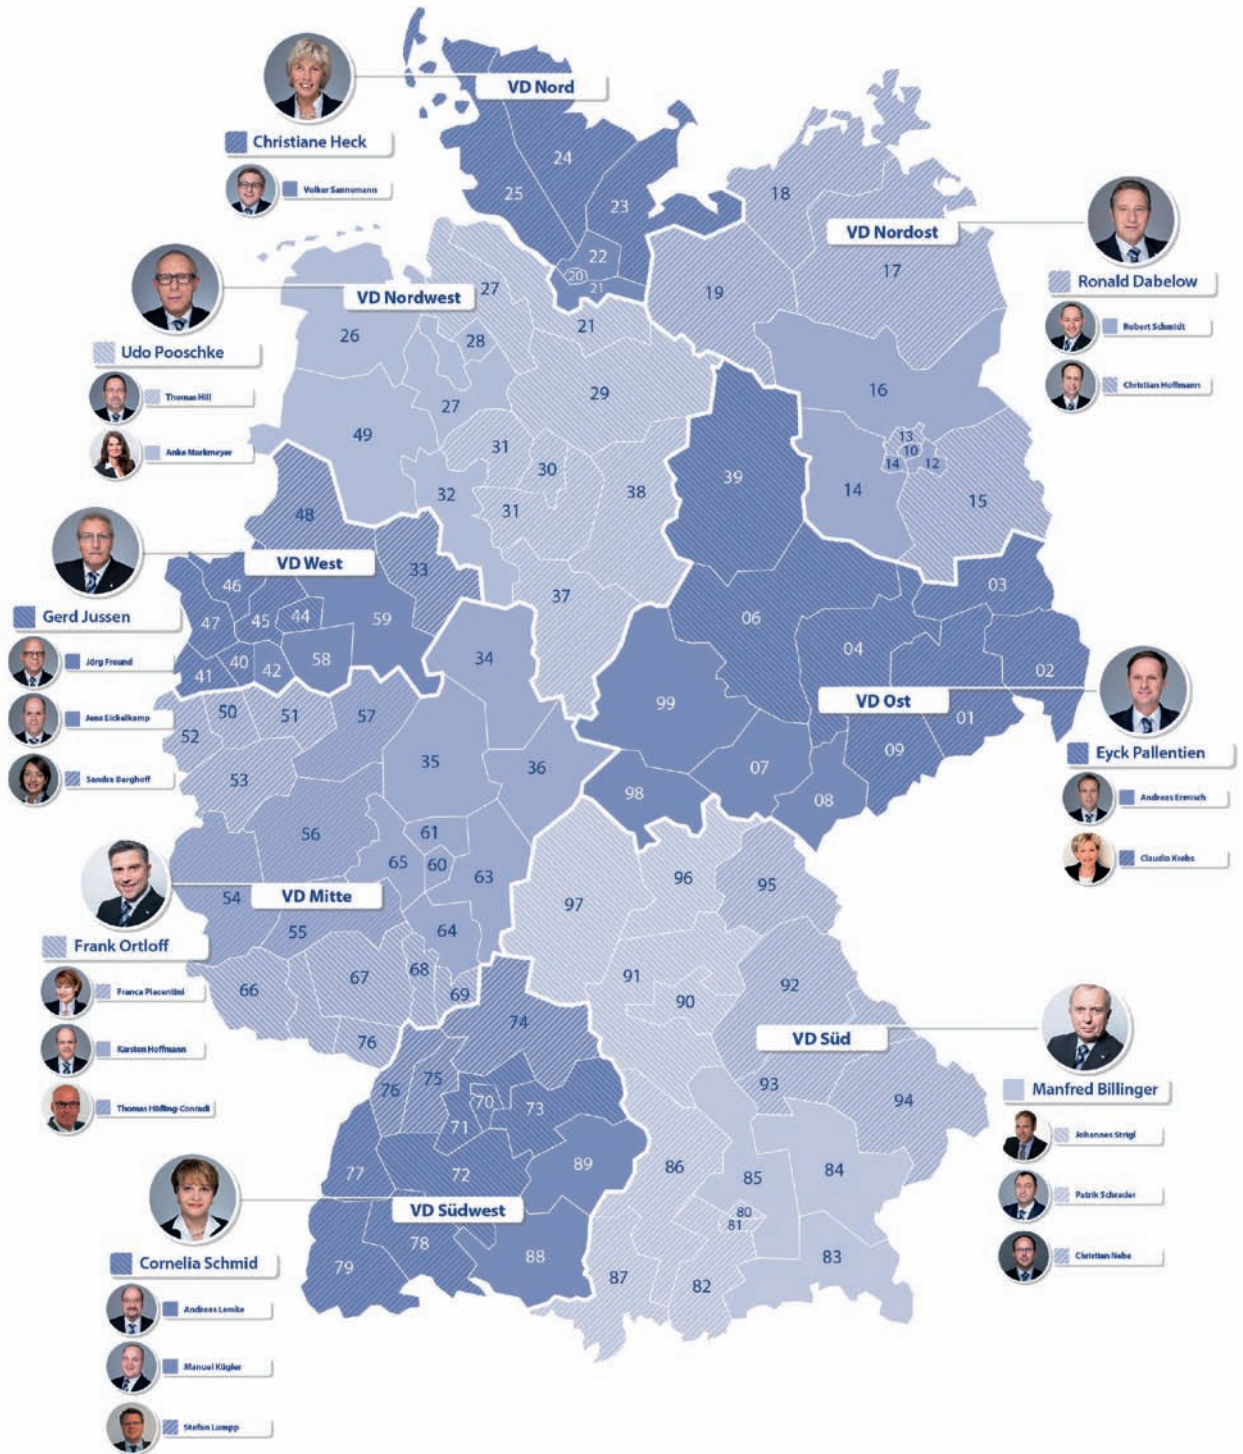 VD Nord
Christiane Heck
Volker Sannemann
24
25
23
22
20
21
18
VD Nordost
17
19
Ronald Dabelow
Robert Schmidt
Christian Hoffmann
16
13
10
14
12
14
15
VD Nordwest
Udo Pooschke
Thomas Hill
Anke Markmeyer
27
26
28
21
29
27
49
31
30
32
31
38
37
39
48
VD West
33
Gerd Jussen
Jörg Freund
Jens Eickelkamp
Sandra Berghoff
46
47
45
44
59
41
40
42
58
03
06
04
02
99
VD Ost
01
09
07
98
08
Eyck Pallentien
Andreas Ermisch
Claudia Krebs
34
50
51
57
52
35
36
53
56
61
65
60
63
54
VD Mitte
55
64
Frank Ortloff
Franca Piacentini
Karsten Hoffmann
Thomas Höfling-Conradi
67
68
66
69
76
96
95
97
91
92
90
VD Süd
93
94
Manfred Billinger
Johannes Strigl
Patrik Schrader
Christian Nebe
86
85
84
80
81
83
87
82
74
76
75
70
73
71
77
72
89
VD Südwest
78
79
88
Cornelia Schmid
Andreas Lemke
Manuel Kügler
Stefan Lumpp